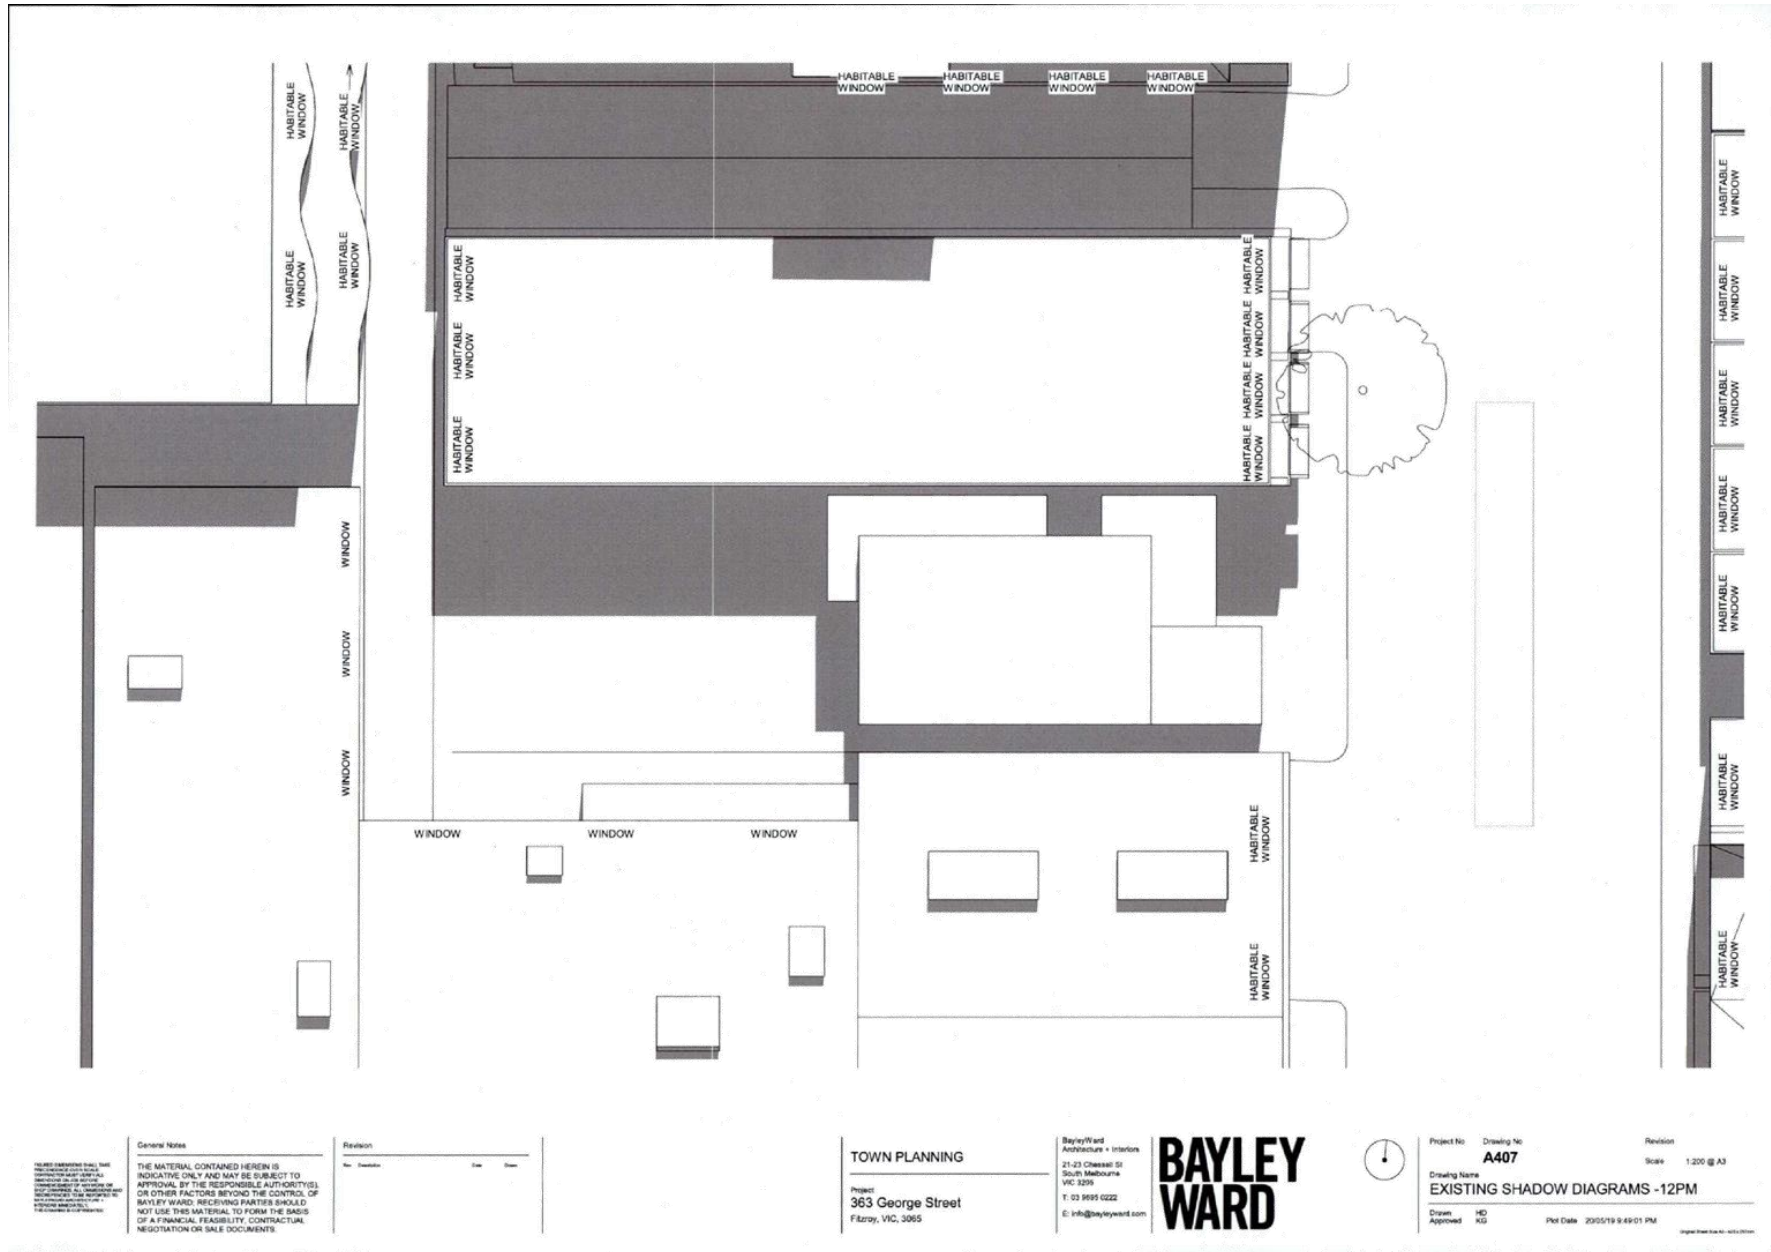 HABITABLE
WINDOW
HABITABLE
WINDOW
HABITABLE
WINDOW
HABITABLE
WINDOW
HABITABLE
WINDOW
HABITABLE
WINDOW
HABITABLE
WINDOW
HABITABLE
WINDOW
HABITABLE
WINDOW
HABITABLE
WINDOW
HABITABLE
WINDOW
HABITABLE
WINDOW
HABITABLE
WINDOW
HABITABLE
WINDOW
HABITABLE
WINDOW
HABITABLE
WINDOW
HABITABLE
WINDOW
HABITABLE
WINDOW
HABITABLE
WINDOW
HABITABLE
WINDOW
HABITABLE
WINDOW
HABITABLE
WINDOW
WINDOW
WINDOW
WINDOW
WINDOW
WINDOW
WINDOW
HABITABLE
WINDOW
HABITABLE
WINDOW
General Notes
THE MATERIAL CONTAINED HEREIN IS
INDICATIVE ONLY AND MAY BE SUBJECT TO
APPROVAL BY THE RESPONSIBLE AUTHORITY(S).
OR OTHER FACTORS BEYOND THE CONTROL OF
BAYLEY WARD; RECEIVING PARTIES SHOULD
NOT USE THIS MATERIAL TO FORM THE BASIS
OF A FINANCIAL FEASIBILITY, CONTRACTUAL
NEGOTIATION OR SALE DOCUMENTS.
Revision
Rev Description Date Drawn
TOWN PLANNING
Project
363 George Street
Fitzroy, VIC, 3065
BayleyWard
Architecture + Interiors
21-23 Chessell St
South Melbourne
VIC 3205
T: 03 9695 0222
E: info@bayleyward.com
BAYLEY
WARD
Project No Drawing No Revision
A407
Scale 1:200 @ A3
Drawing Name
EXISTING SHADOW DIAGRAMS -12PM
Drawn HD
Approved KG
Plot Date 20/05/19 9:49:01 PM